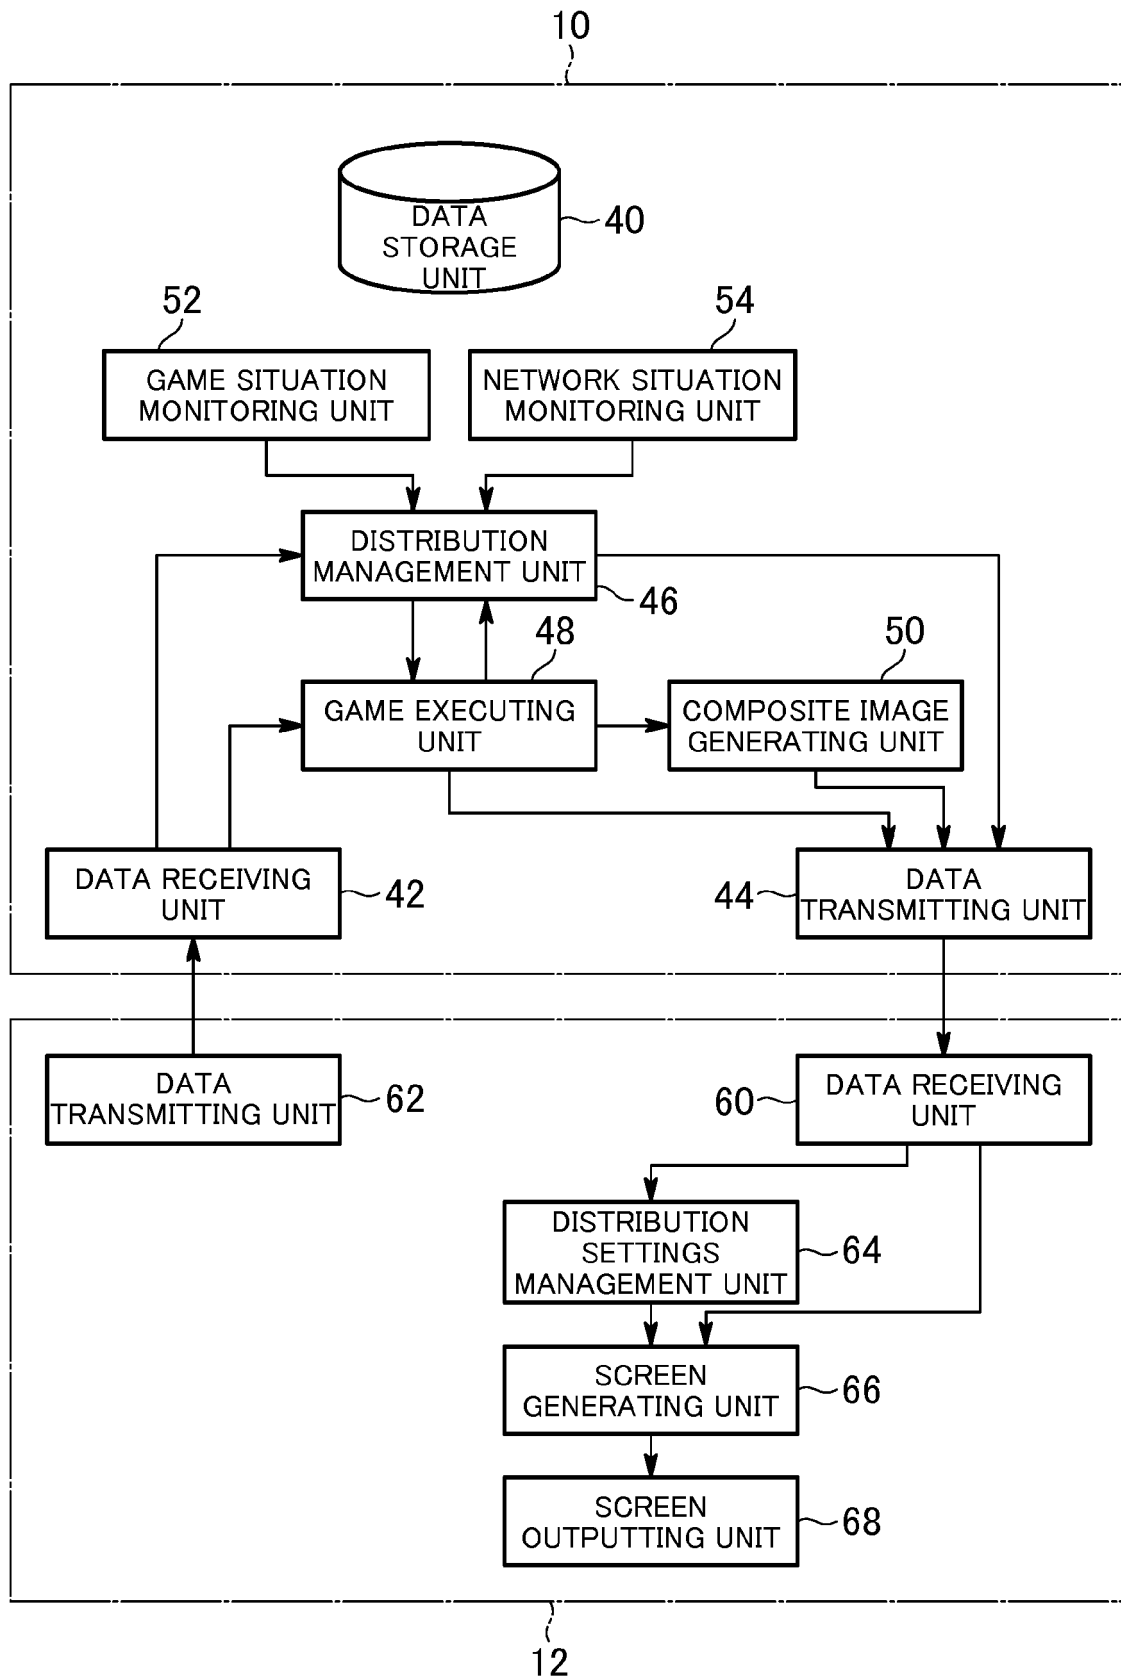 10
DATA
STORAGE
UNIT
40
52
54
GAME SITUATION
MONITORING UNIT
NETWORK SITUATION
MONITORING UNIT
DISTRIBUTION
MANAGEMENT UNIT
46
48
50
GAME EXECUTING
UNIT
COMPOSITE IMAGE
GENERATING UNIT
DATA RECEIVING
UNIT
42
44
DATA
TRANSMITTING UNIT
DATA
TRANSMITTING UNIT
62
60
DATA RECEIVING
UNIT
DISTRIBUTION
SETTINGS
MANAGEMENT UNIT
64
SCREEN
GENERATING UNIT
66
SCREEN
OUTPUTTING UNIT
68
12